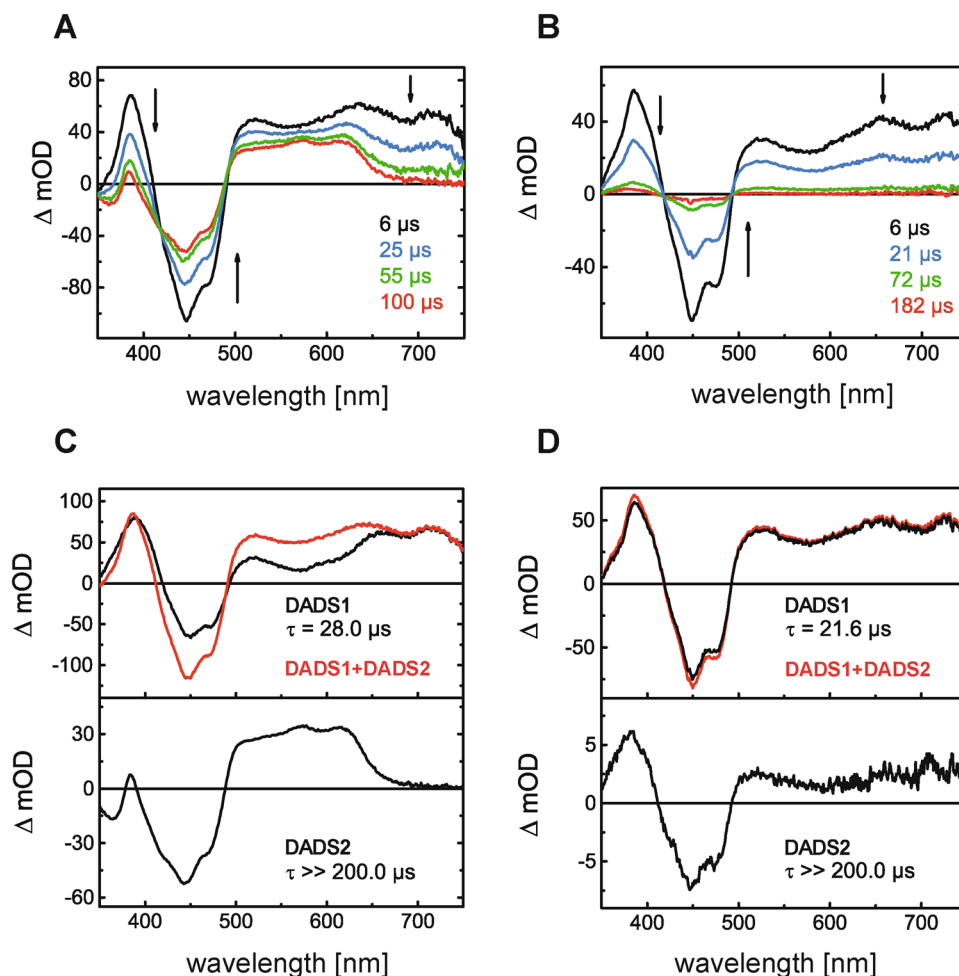 A
B
Δ mOD
80
40
0
-40
-80
6 µs
25 µs
55 µs
100 µs
400
500
600
700
wavelength [nm]
Δ mOD
40
0
-40
6 µs
21 µs
72 µs
182 µs
400
500
600
700
wavelength [nm]
C
D
Δ mOD
100
50
0
-50
-100
DADS1
τ = 28.0 µs
DADS1+DADS2
Δ mOD
30
0
-30
-60
DADS2
τ >> 200.0 µs
400
500
600
700
wavelength [nm]
Δ mOD
50
0
-50
DADS1
τ = 21.6 µs
DADS1+DADS2
Δ mOD
5
0
-5
DADS2
τ >> 200.0 µs
400
500
600
700
wavelength [nm]